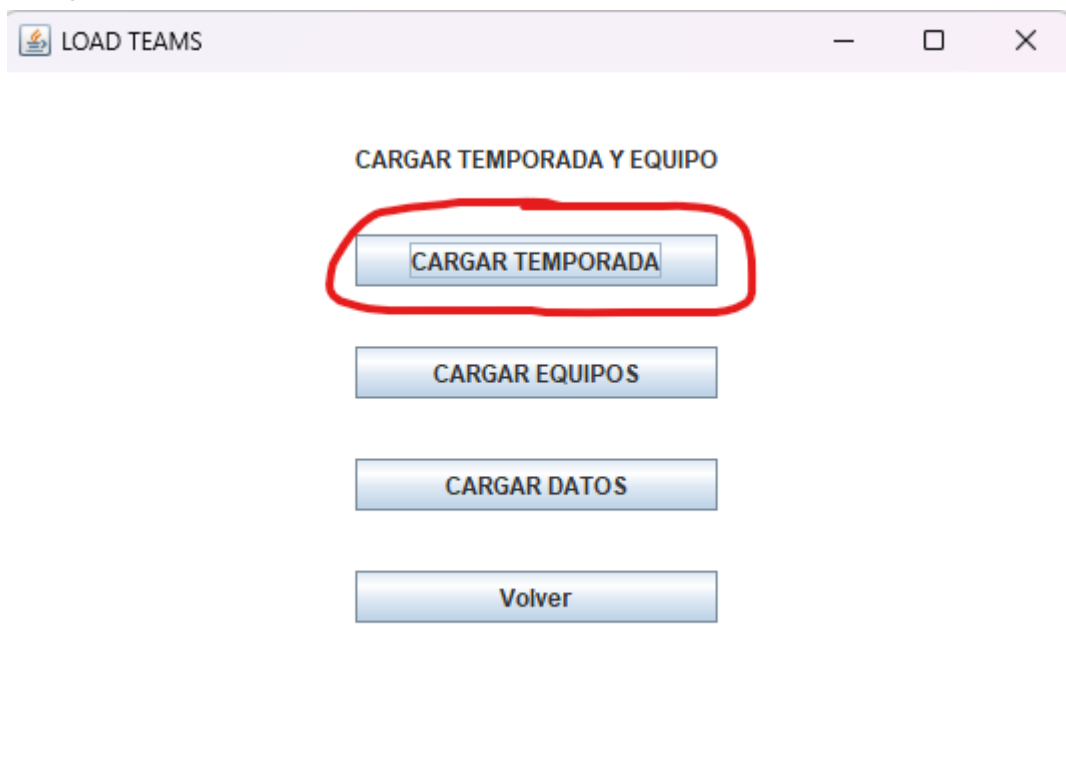 LOAD TEAMS
CARGAR TEMPORADA Y EQUIPO
CARGAR TEMPORADA
CARGAR EQUIPOS
CARGAR DATOS
Volver